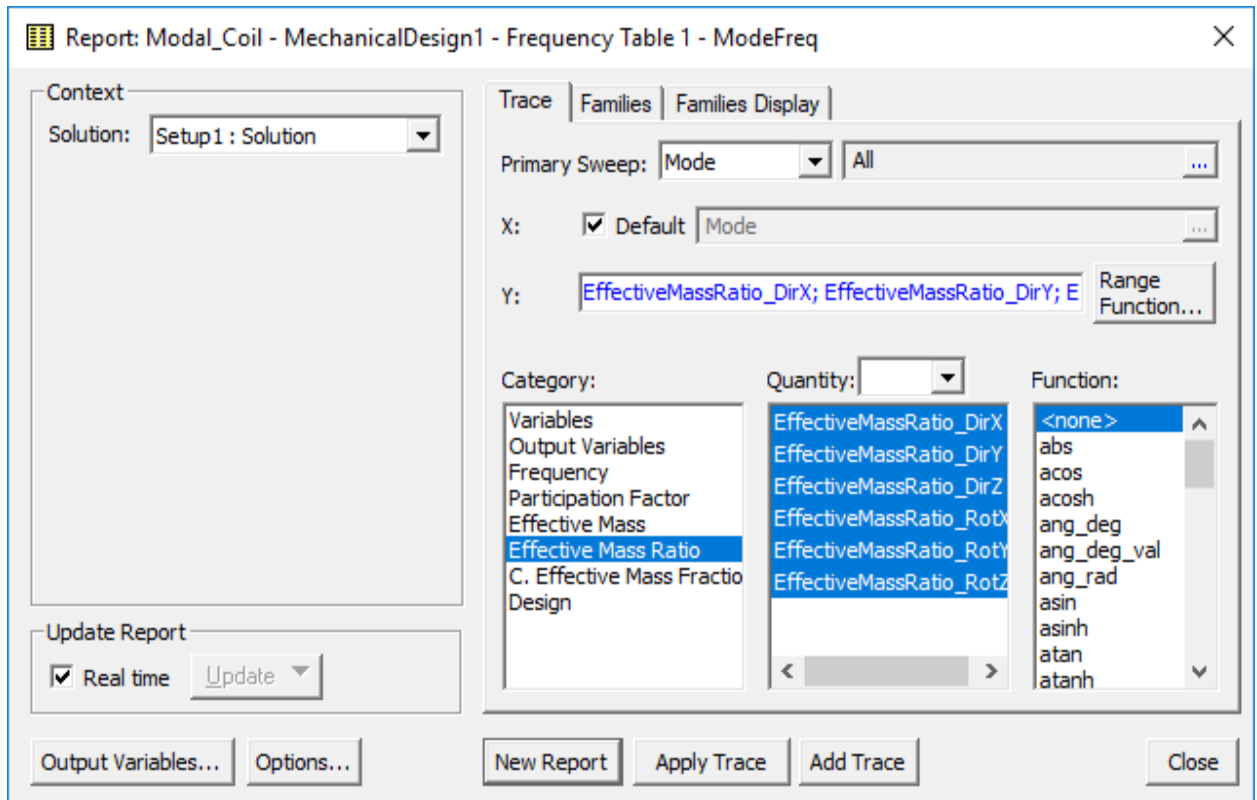 Report: Modal_Coil - MechanicalDesign1 - Frequency Table 1 - ModeFreq
Context
Solution:
Setup1 : Solution
Update Report
Real time
Update
Trace
Families
Families Display
Primary Sweep:
Mode
All
...
X:
Default
Mode
...
Y:
EffectiveMassRatio_DirX; EffectiveMassRatio_DirY; E
Range
Function...
Category:
Variables
Output Variables
Frequency
Participation Factor
Effective Mass
Effective Mass Ratio
C. Effective Mass Fractio
Design
Quantity:
EffectiveMassRatio_DirX
EffectiveMassRatio_DirY
EffectiveMassRatio_DirZ
EffectiveMassRatio_RotX
EffectiveMassRatio_RotY
EffectiveMassRatio_RotZ
Function:
<none>
abs
acos
acosh
ang_deg
ang_deg_val
ang_rad
asin
asinh
atan
atanh
Output Variables...
Options...
New Report
Apply Trace
Add Trace
Close